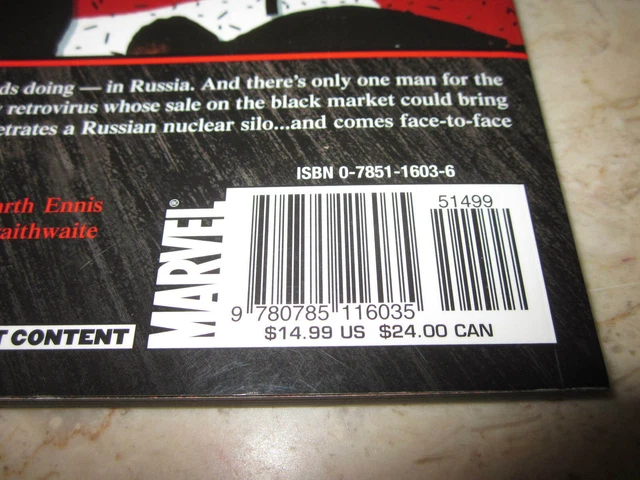 ds doing — in Russia. And there's only one man for the
retrovirus whose sale on the black market could bring
etrates a Russian nuclear silo...and comes face-to-face
ISBN 0-7851-1603-6
arth Ennis
aithwaite
MARVEL®
51499
9 780785 116035
$14.99 US $24.00 CAN
T CONTENT